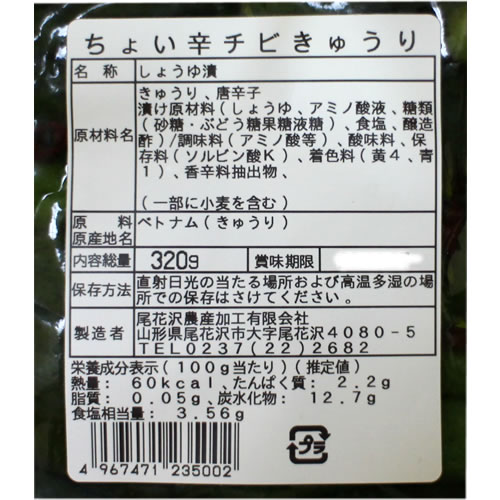 ちょい辛チビきゅうり
名称 しょうゆ漬
原材料名
きゅうり、唐辛子
漬け原材料(しょうゆ、アミノ酸液、糖類
(砂糖・ぶどう糖果糖液糖)、食塩、醸造
酢)/調味料(アミノ酸等)、酸味料、保
存料(ソルビン酸K)、着色料(黄4、青
1)、香辛料抽出物、
(一部に小麦を含む)
原料原産地名 ベトナム(きゅうり)
内容総量 320g 賞味期限
保存方法
直射日光の当たる場所および高温多湿の場
所での保存はさけてください。
製造者
尾花沢農産加工有限会社
山形県尾花沢市大字尾花沢4080-5
TEL0237(22)2682
栄養成分表示(100g当たり)(推定値)
熱量: 60kcal、たんぱく質: 2.2g
脂質: 0.05g、炭水化物: 12.7g
食塩相当量: 3.56g
4967471235002
プラ